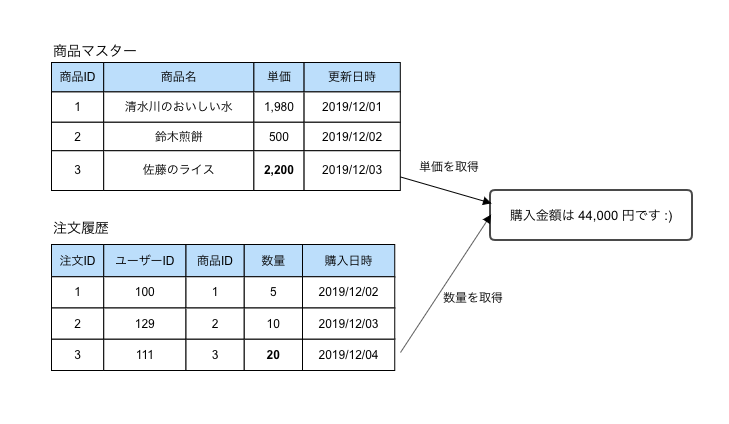 商品マスター
商品ID 商品名 単価 更新日時
1 清水川のおいしい水 1,980 2019/12/01
2 鈴木煎餅 500 2019/12/02
3 佐藤のライス 2,200 2019/12/03
単価を取得
購入金額は 44,000 円です :)
注文履歴
注文ID ユーザーID 商品ID 数量 購入日時
1 100 1 5 2019/12/02
2 129 2 10 2019/12/03
3 111 3 20 2019/12/04
数量を取得